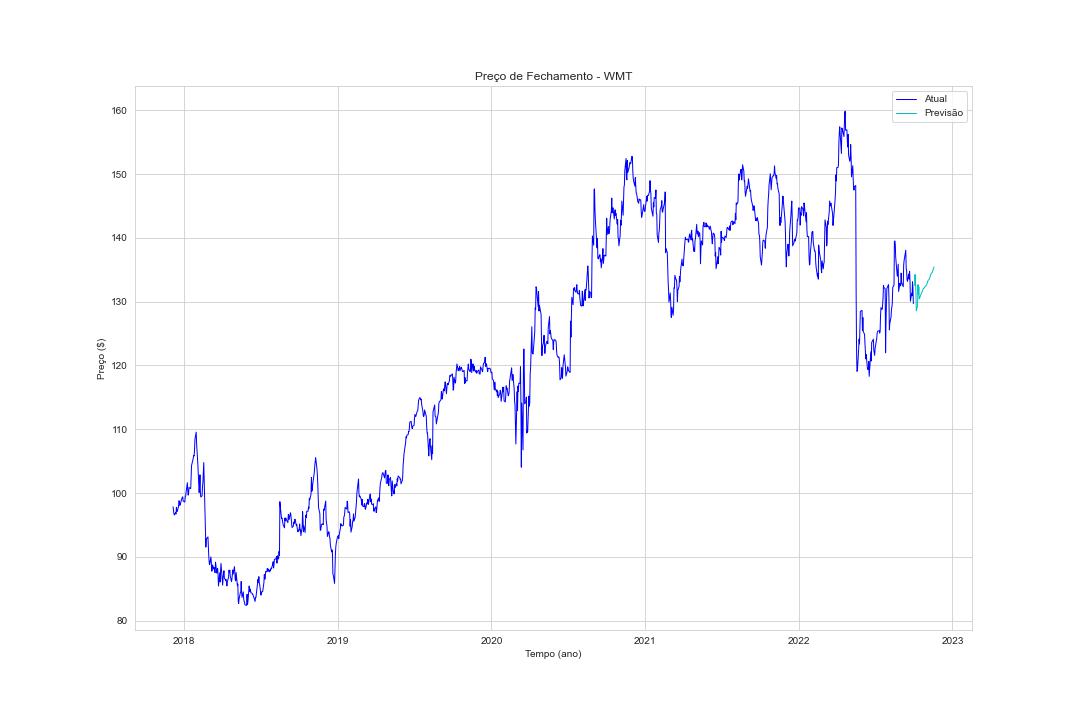 Preço de Fechamento - WMT
Atual
Previsão
160
150
140
130
120
110
100
90
80
Preço ($)
2018 2019 2020 2021 2022 2023
Tempo (ano)